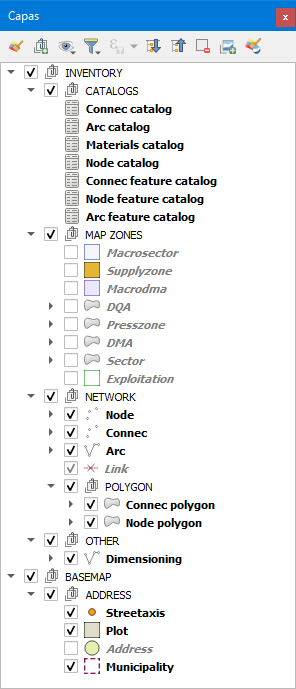 Capas
INVENTORY
CATALOGS
Connec catalog
Arc catalog
Materials catalog
Node catalog
Connec feature catalog
Node feature catalog
Arc feature catalog
MAP ZONES
Macrosector
Supplyzone
Macrodma
DQA
Presszone
DMA
Sector
Exploitation
NETWORK
Node
Connec
Arc
Link
POLYGON
Connec polygon
Node polygon
OTHER
Dimensioning
BASEMAP
ADDRESS
Streetaxis
Plot
Address
Municipality